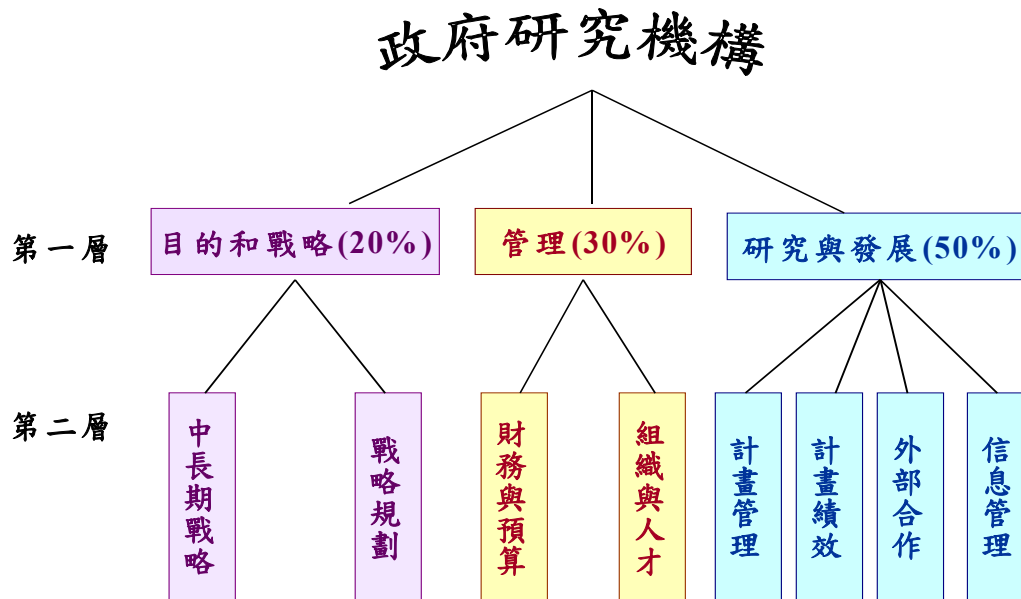 政府研究機構
第一層
目的和戰略(20%)
管理(30%)
研究與發展(50%)
第二層
中長期戰略
戰略規劃
財務與預算
組織與人才
計畫管理
計畫績效
外部合作
信息管理